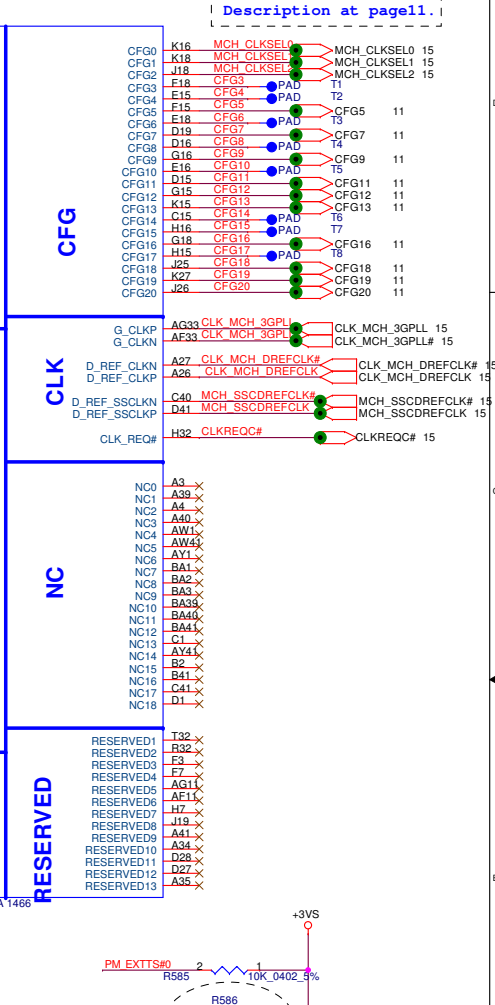 Description at page11.
CFG
CFG0 K16 MCH_CLKSEL0 MCH_CLKSEL0 15
CFG1 K18 MCH_CLKSEL1 MCH_CLKSEL1 15
CFG2 J18 MCH_CLKSEL2 MCH_CLKSEL2 15
CFG3 F18 CFG3 PAD T1
CFG4 E15 CFG4 PAD T2
CFG5 F15 CFG5 CFG5 11
CFG6 E18 CFG6 PAD T3
CFG7 D19 CFG7 CFG7 11
CFG8 D16 CFG8 PAD T4
CFG9 G16 CFG9 CFG9 11
CFG10 E16 CFG10 PAD T5
CFG11 D15 CFG11 CFG11 11
CFG12 G15 CFG12 CFG12 11
CFG13 K15 CFG13 CFG13 11
CFG14 C15 CFG14 PAD T6
CFG15 H16 CFG15 PAD T7
CFG16 G18 CFG16 CFG16 11
CFG17 H15 CFG17 PAD T8
CFG18 J25 CFG18 CFG18 11
CFG19 K27 CFG19 CFG19 11
CFG20 J26 CFG20 CFG20 11
CLK
G_CLKP AG33 CLK_MCH_3GPLL CLK_MCH_3GPLL 15
G_CLKN AF33 CLK_MCH_3GPLL CLK_MCH_3GPLL# 15
D_REF_CLKN A27 CLK_MCH_DREFCLK# CLK_MCH_DREFCLK# 15
D_REF_CLKP A26 CLK_MCH_DREFCLK CLK_MCH_DREFCLK 15
D_REF_SSCLKN C40 MCH_SSCDREFCLK# MCH_SSCDREFCLK# 15
D_REF_SSCLKP D41 MCH_SSCDREFCLK MCH_SSCDREFCLK 15
CLK_REQ# H32 CLKREQC# CLKREQC# 15
NC
NC0 A3
NC1 A39
NC2 A4
NC3 A40
NC4 AW1
NC5 AW41
NC6 AY1
NC7 BA1
NC8 BA2
NC9 BA3
NC10 BA39
NC11 BA40
NC12 BA41
NC13 C1
NC14 AY41
NC15 B2
NC16 B41
NC17 C41
NC18 D1
RESERVED
RESERVED1 T32
RESERVED2 R32
RESERVED3 F3
RESERVED4 F7
RESERVED5 AG11
RESERVED6 AF11
RESERVED7 H7
RESERVED8 J19
RESERVED9 A41
RESERVED10 A34
RESERVED11 D28
RESERVED12 D27
RESERVED13 A35
A 1466
+3VS
PM_EXTTS#0 2 1
R585 10K_0402_5%
R586